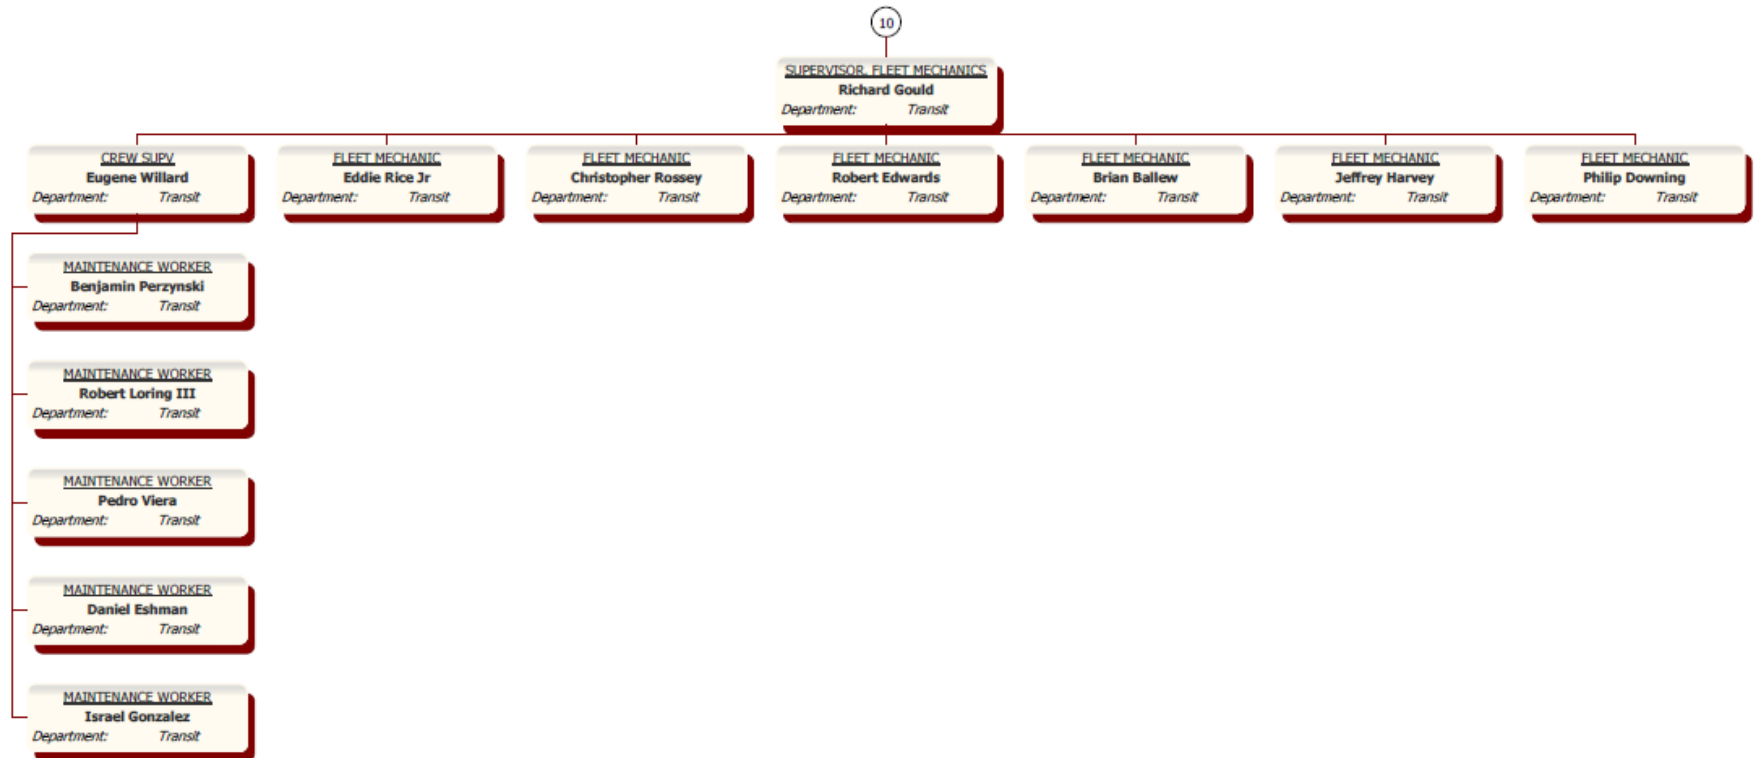 10
SUPERVISOR, FLEET MECHANICS
Richard Gould
Department: Transit
CREW SUPV
Eugene Willard
Department: Transit
FLEET MECHANIC
Eddie Rice Jr
Department: Transit
FLEET MECHANIC
Christopher Rossey
Department: Transit
FLEET MECHANIC
Robert Edwards
Department: Transit
FLEET MECHANIC
Brian Ballew
Department: Transit
FLEET MECHANIC
Jeffrey Harvey
Department: Transit
FLEET MECHANIC
Philip Downing
Department: Transit
MAINTENANCE WORKER
Benjamin Perzynski
Department: Transit
MAINTENANCE WORKER
Robert Loring III
Department: Transit
MAINTENANCE WORKER
Pedro Viera
Department: Transit
MAINTENANCE WORKER
Daniel Eshman
Department: Transit
MAINTENANCE WORKER
Israel Gonzalez
Department: Transit